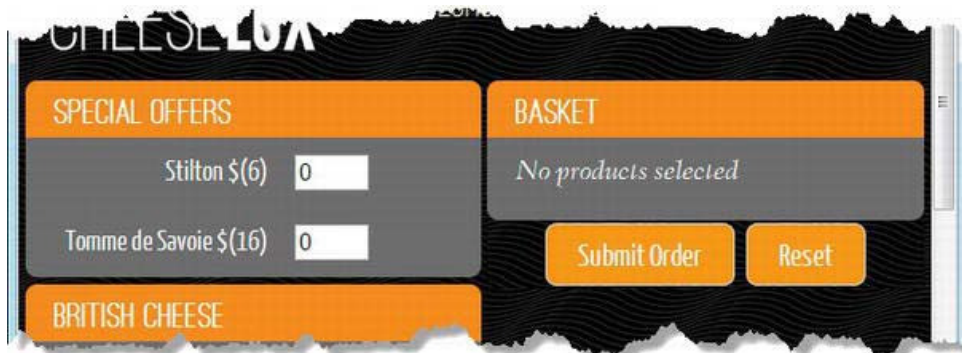 CHEESELUX
SPECIAL OFFERS
Stilton $(6) 0
Tomme de Savoie $(16) 0
BRITISH CHEESE
BASKET
No products selected
Submit Order Reset